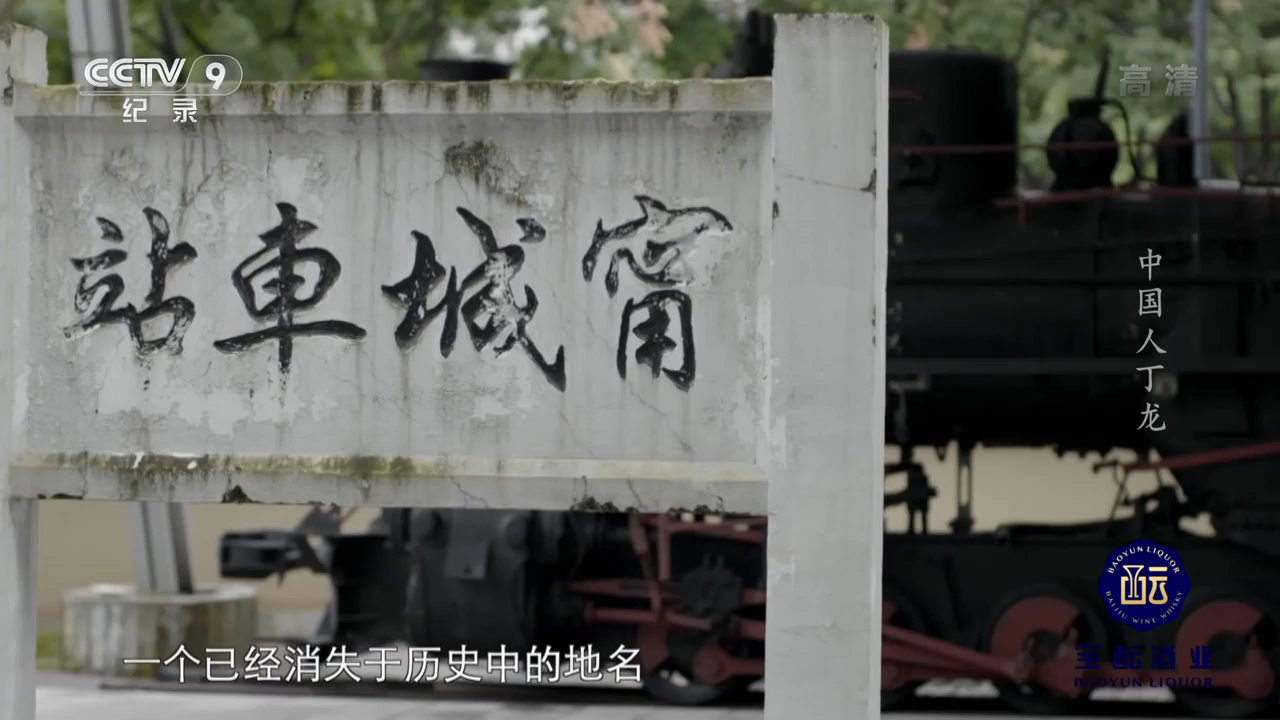 CCTV 9
纪录
高清
站車城甯
中国人丁龙
BAOYUN LIQUOR
酝
BAIJIU WINE WHISKY
宝酝酒业
BAOYUN LIQUOR
一个已经消失于历史中的地名